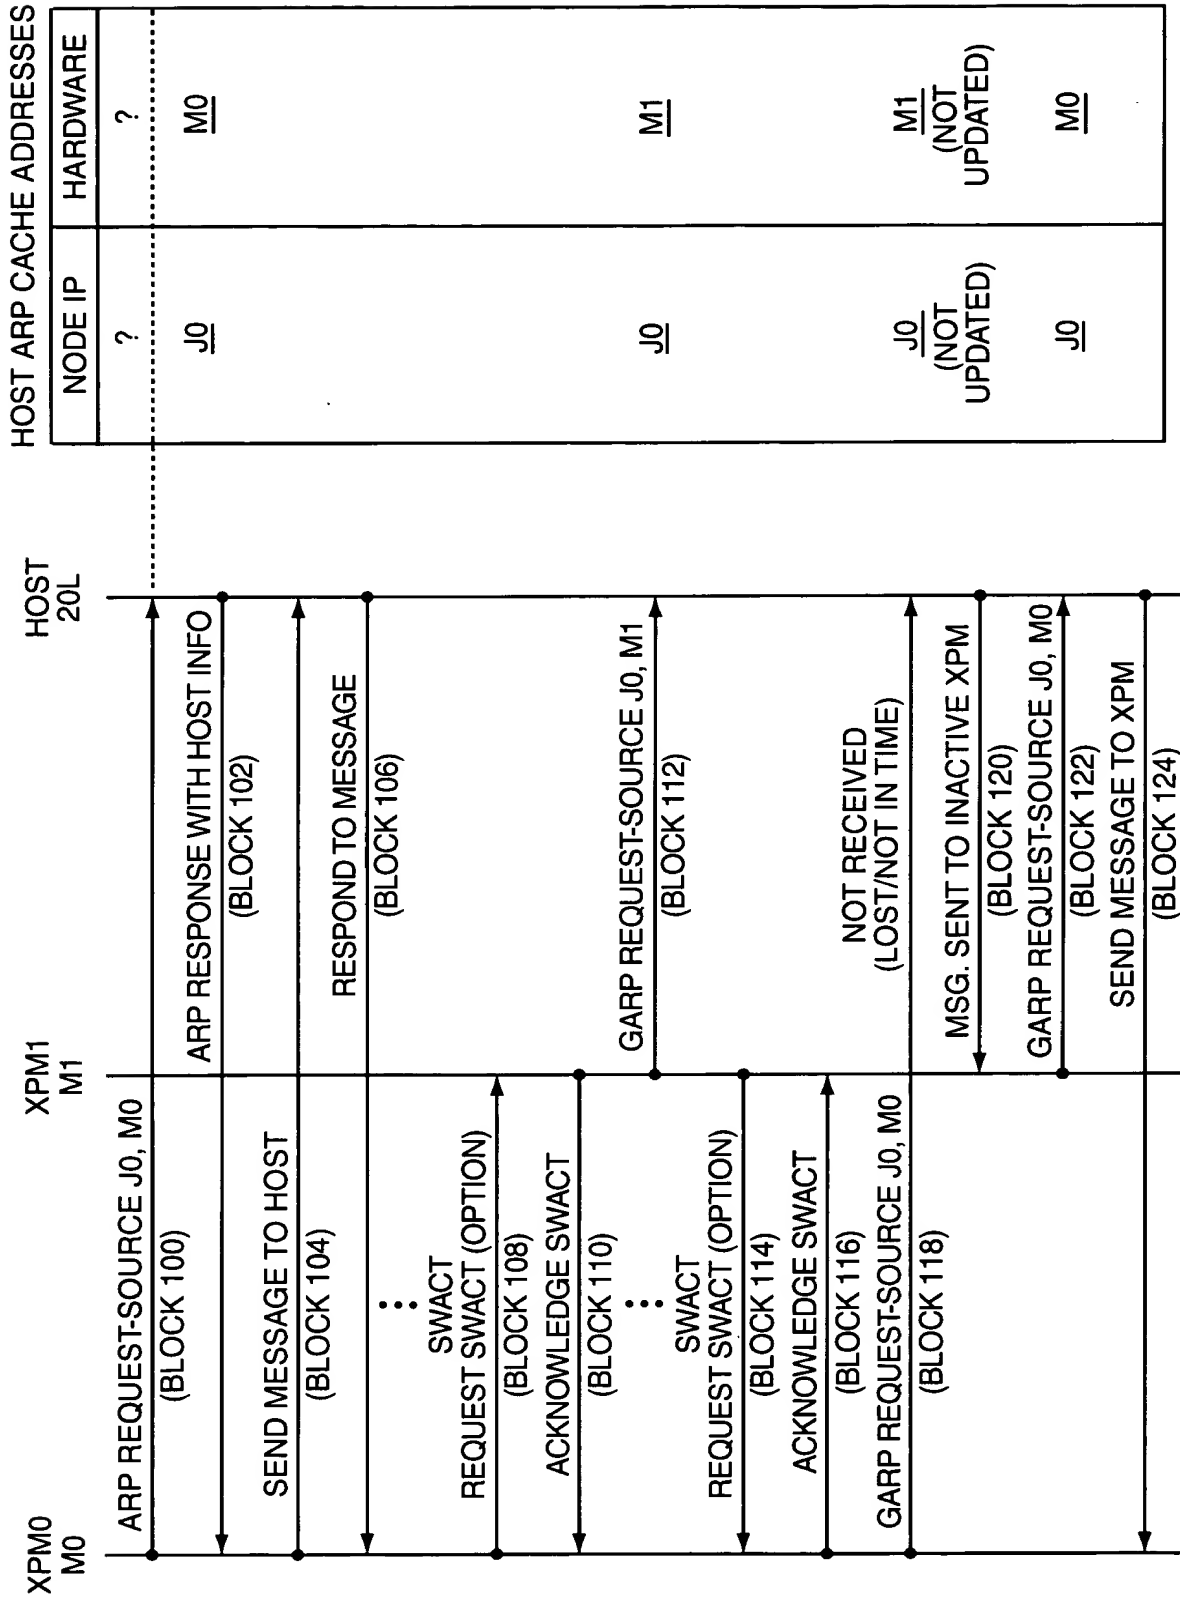 XPM0
M0
XPM1
M1
HOST
20L
HOST ARP CACHE ADDRESSES
NODE IP
HARDWARE
?
?
ARP REQUEST-SOURCE J0, M0
(BLOCK 100)
J0
M0
ARP RESPONSE WITH HOST INFO
(BLOCK 102)
SEND MESSAGE TO HOST
(BLOCK 104)
RESPOND TO MESSAGE
(BLOCK 106)
SWACT
REQUEST SWACT (OPTION)
(BLOCK 108)
ACKNOWLEDGE SWACT
(BLOCK 110)
GARP REQUEST-SOURCE J0, M1
(BLOCK 112)
J0
M1
SWACT
REQUEST SWACT (OPTION)
(BLOCK 114)
ACKNOWLEDGE SWACT
(BLOCK 116)
GARP REQUEST-SOURCE J0, M0
(BLOCK 118)
NOT RECEIVED
(LOST/NOT IN TIME)
J0
(NOT
UPDATED)
M1
(NOT
UPDATED)
MSG. SENT TO INACTIVE XPM
(BLOCK 120)
GARP REQUEST-SOURCE J0, M0
(BLOCK 122)
J0
M0
SEND MESSAGE TO XPM
(BLOCK 124)